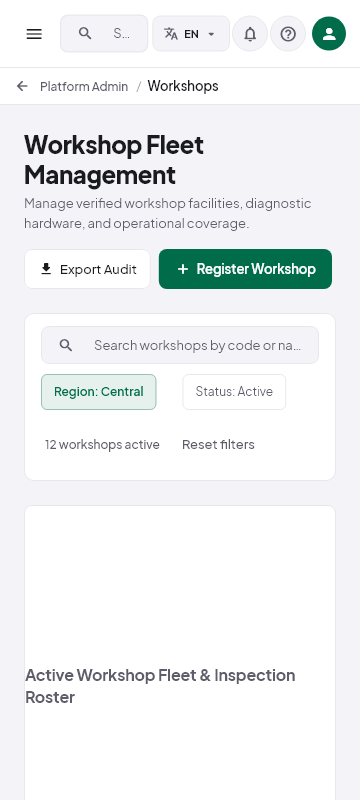 S...
EN
Platform Admin / Workshops
Workshop Fleet
Management
Manage verified workshop facilities, diagnostic
hardware, and operational coverage.
Export Audit
Register Workshop
Search workshops by code or na...
Region: Central
Status: Active
12 workshops active
Reset filters
Active Workshop Fleet & Inspection
Roster